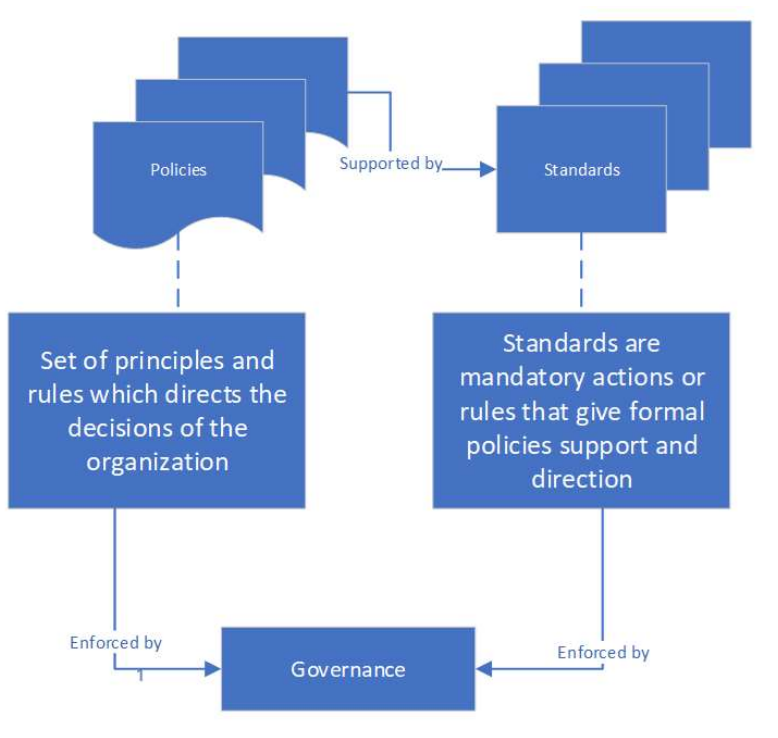 Policies
Supported by
Standards
Set of principles and
rules which directs the
decisions of the
organization
Standards are
mandatory actions or
rules that give formal
policies support and
direction
Enforced by
1
Enforced by
Governance